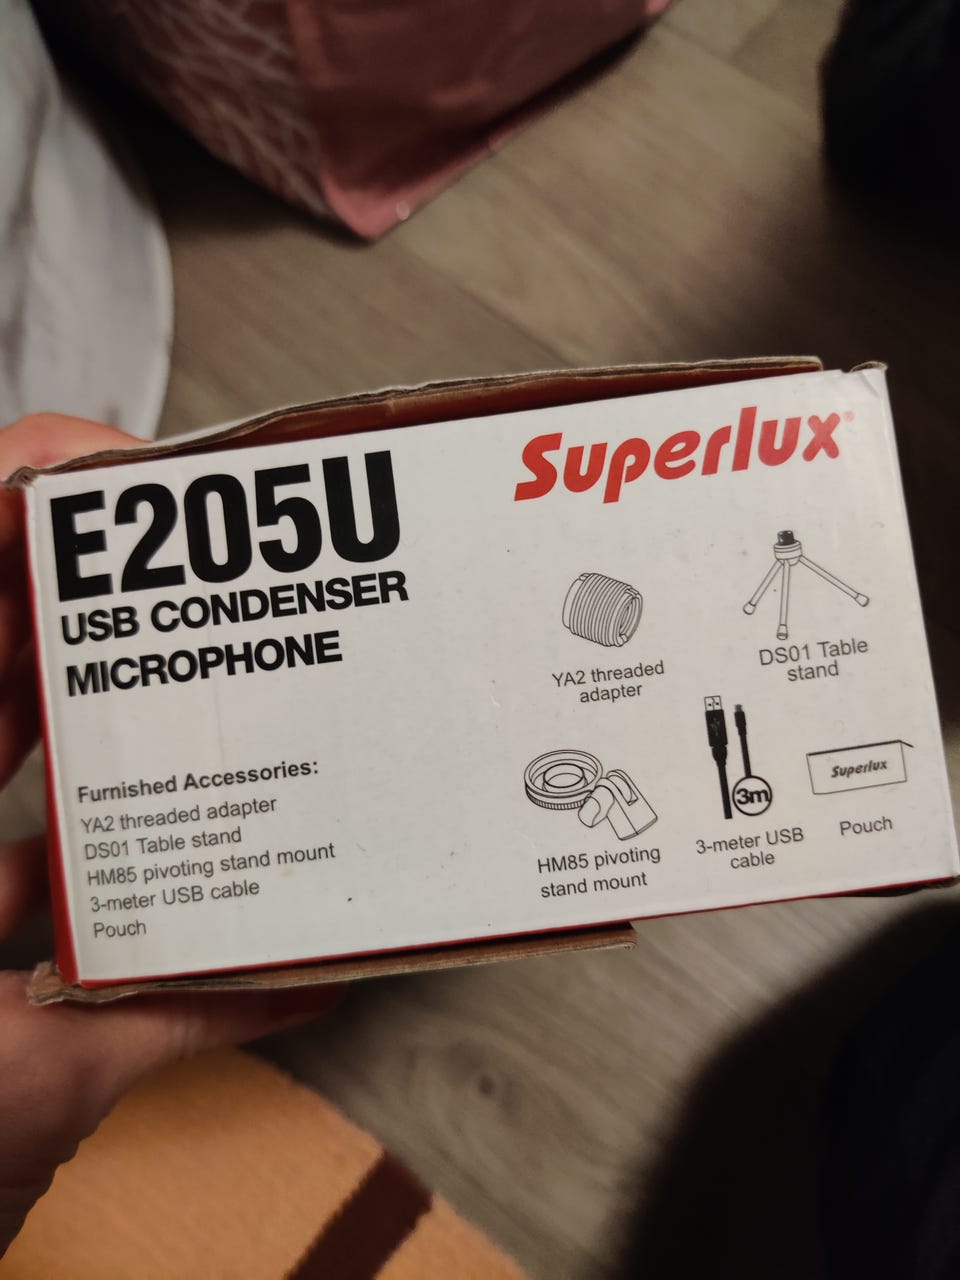 E205U
USB CONDENSER
MICROPHONE
Superlux®
Furnished Accessories:
YA2 threaded adapter
DS01 Table stand
HM85 pivoting stand mount
3-meter USB cable
Pouch
YA2 threaded
adapter
DS01 Table
stand
HM85 pivoting
stand mount
3m
3-meter USB
cable
Superlux
Pouch